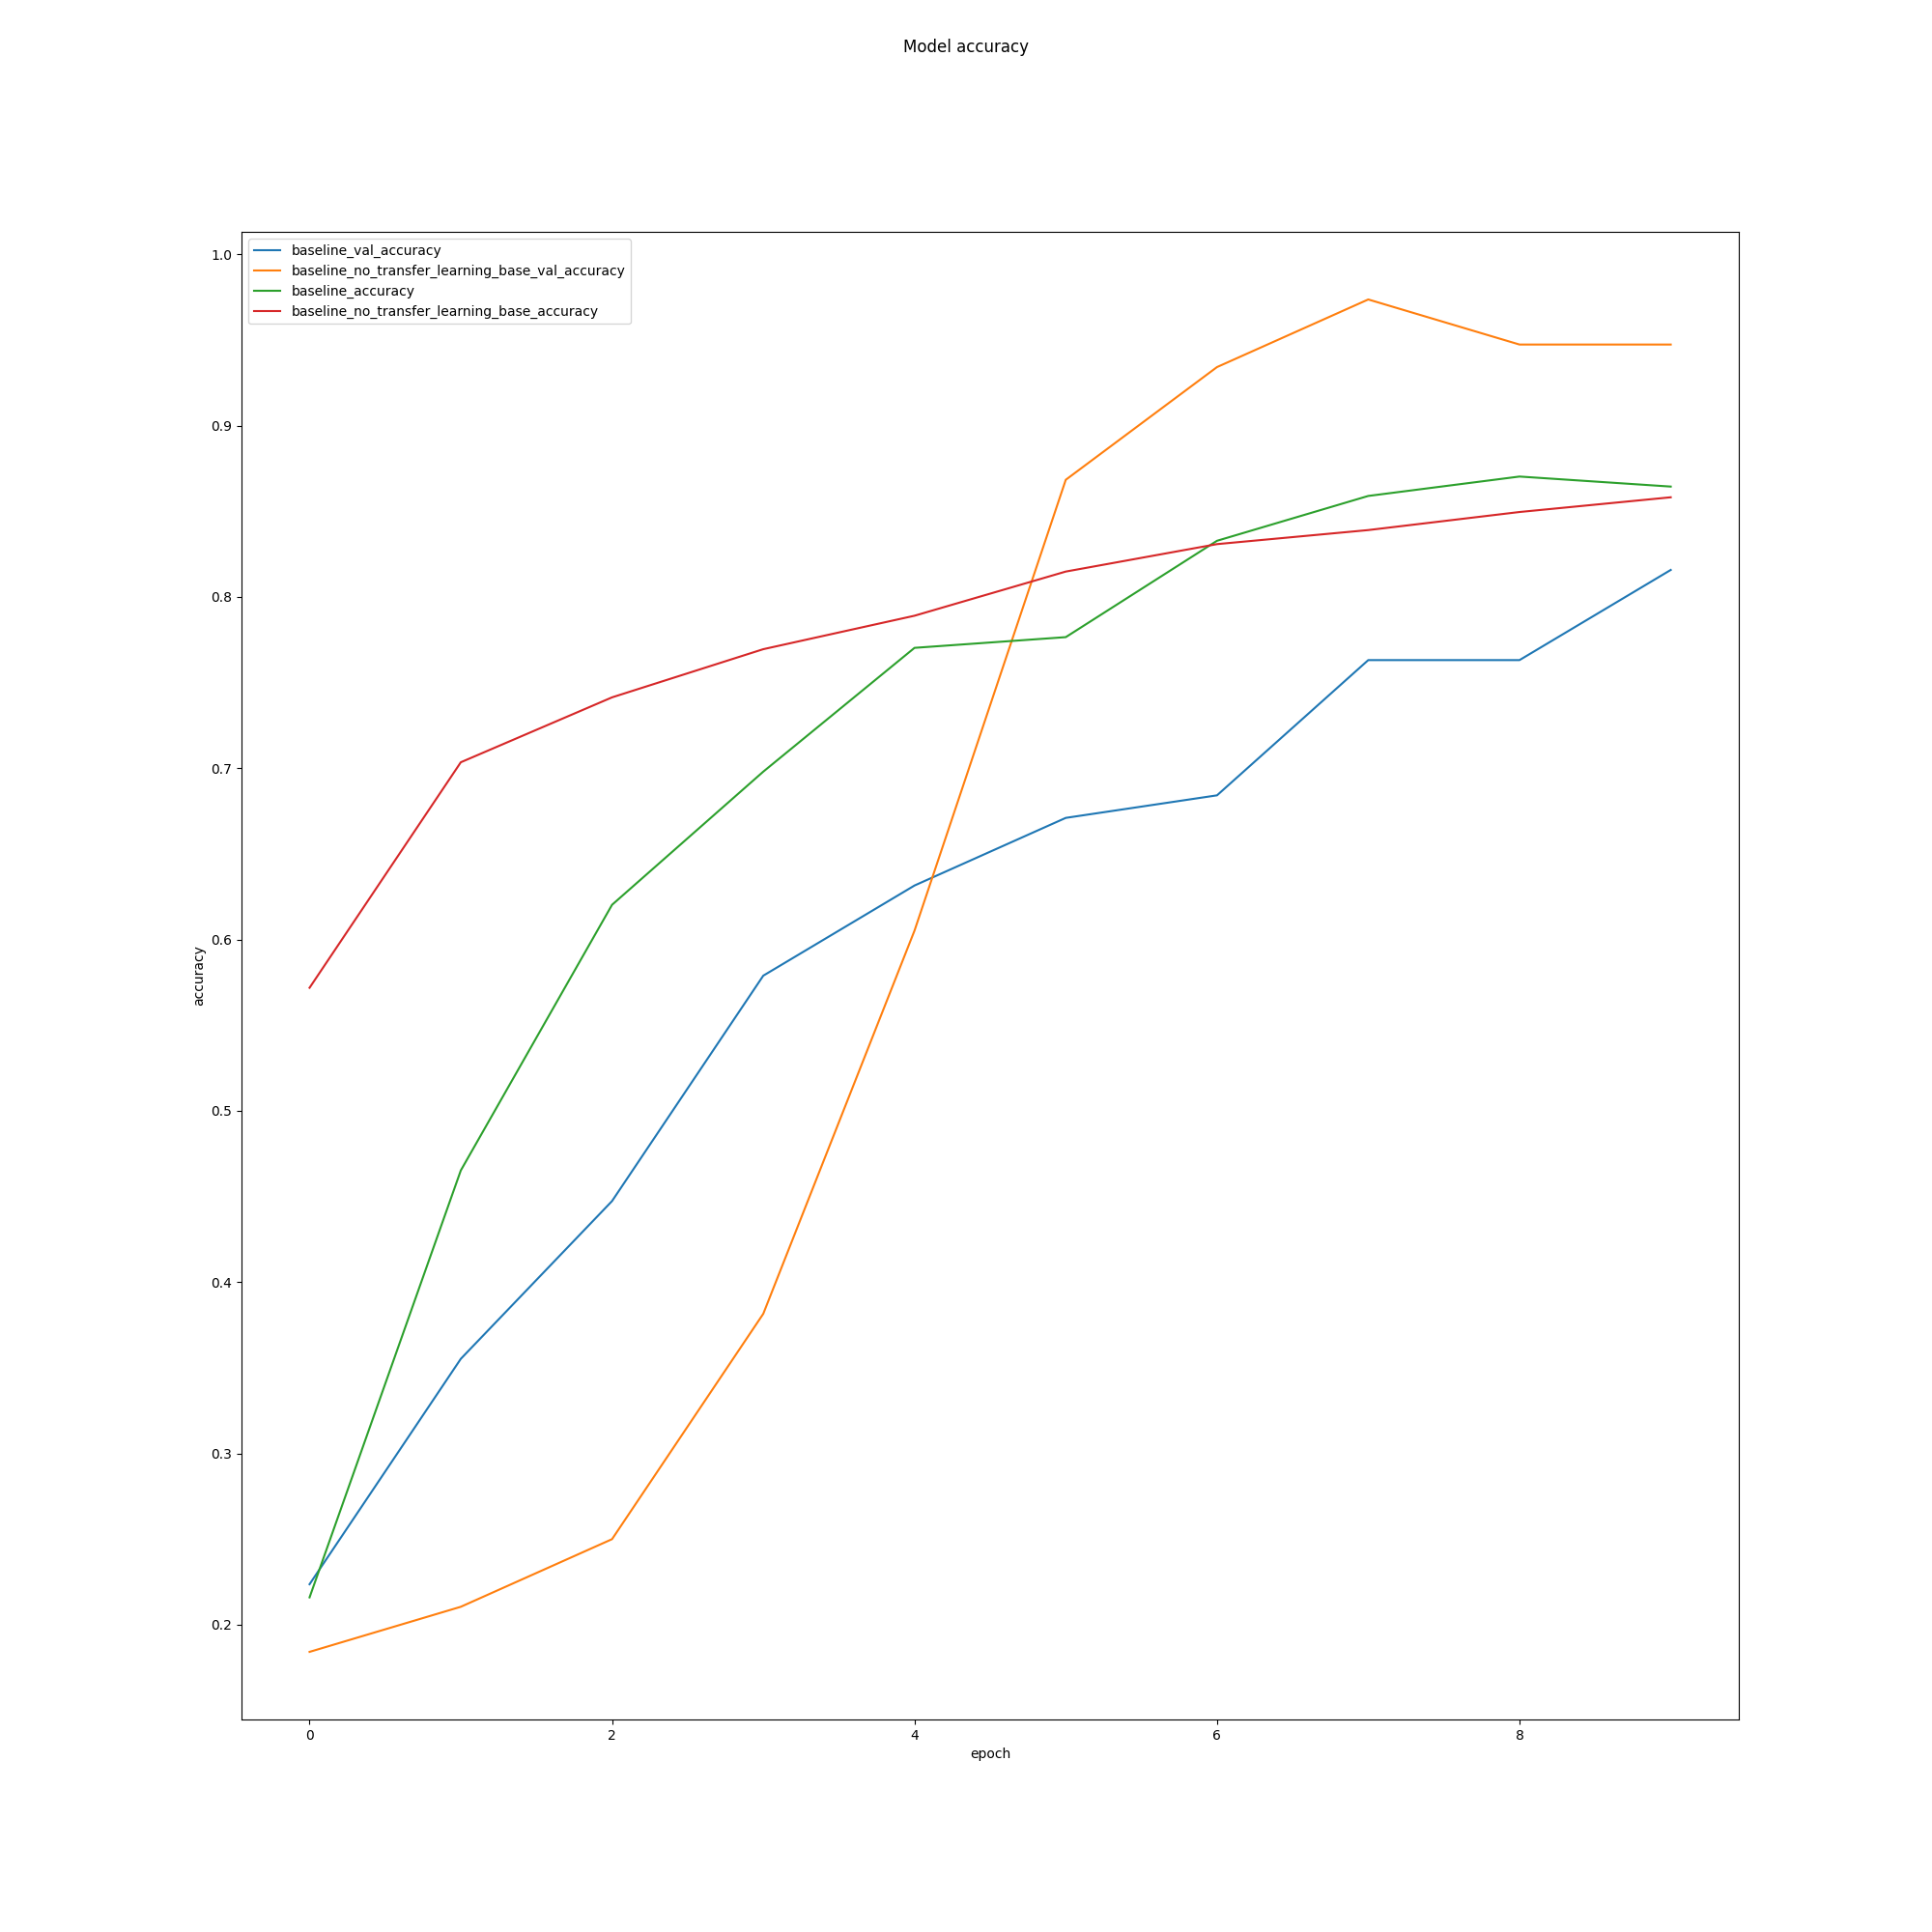 Model accuracy
baseline_val_accuracy
baseline_no_transfer_learning_base_val_accuracy
baseline_accuracy
baseline_no_transfer_learning_base_accuracy
1.0
0.9
0.8
0.7
0.6
0.5
0.4
0.3
0.2
accuracy
0 2 4 6 8
epoch